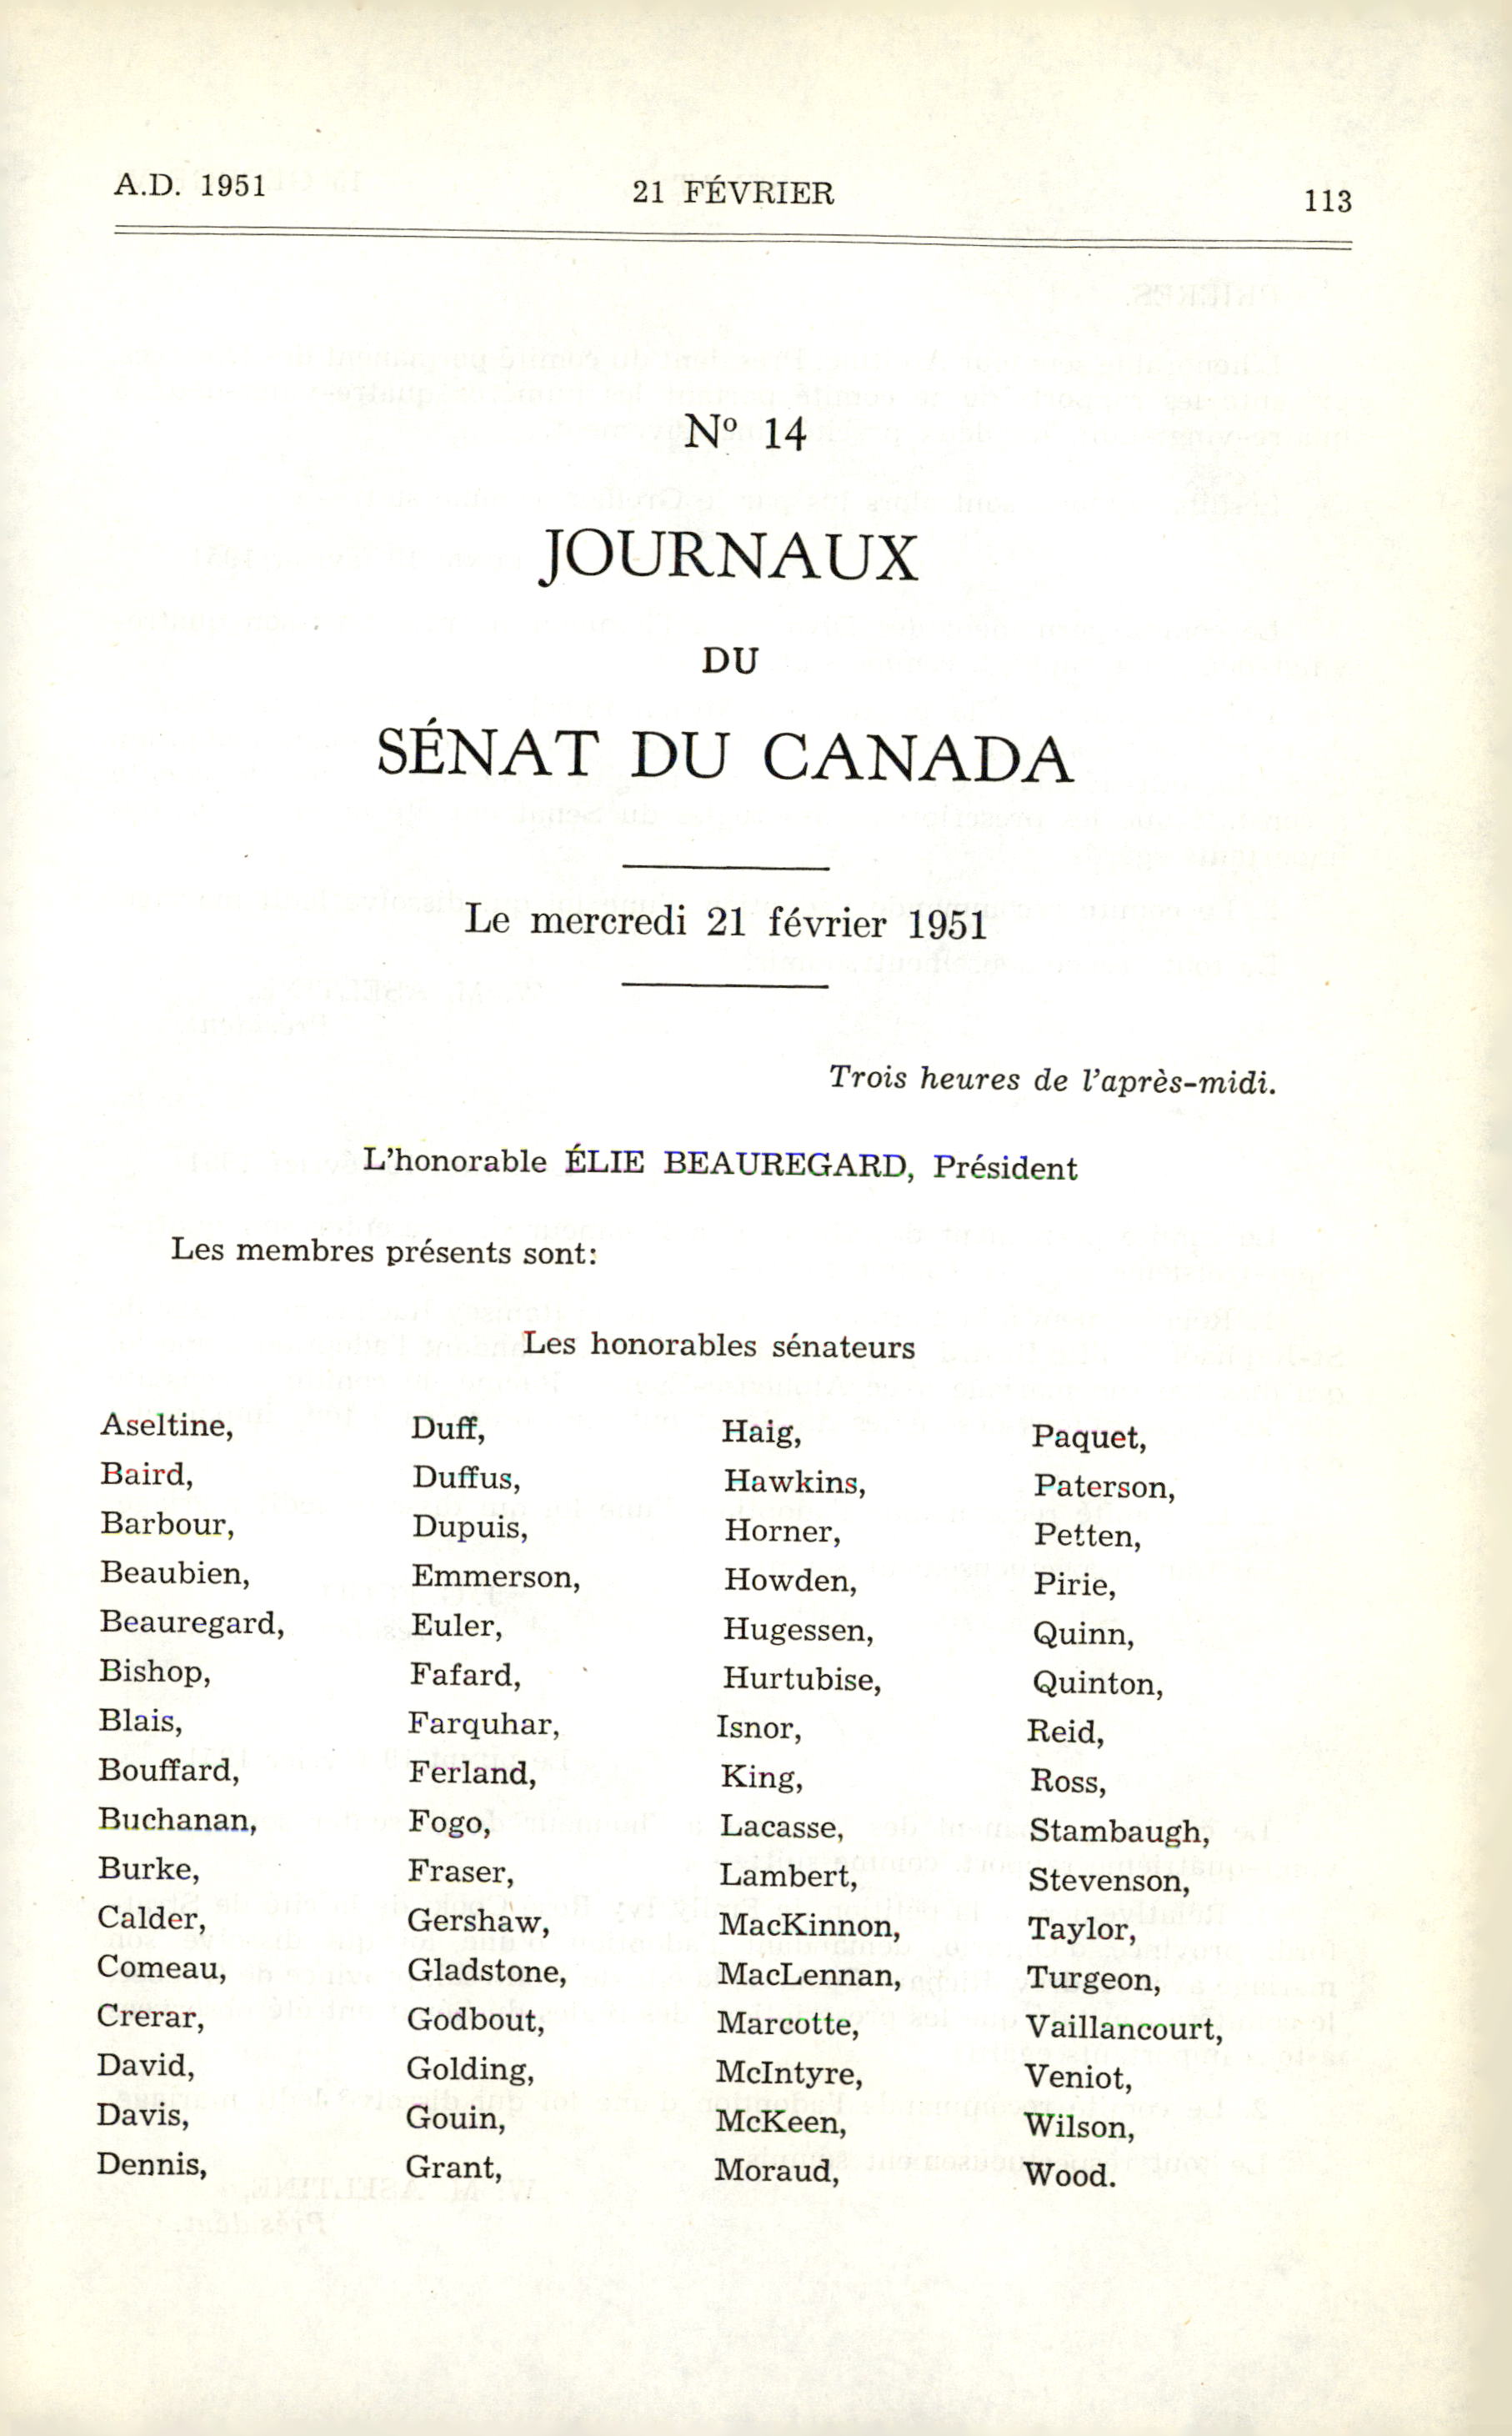 A.D. 1951 21 FÉVRIER 113
Nº 14
JOURNAUX
DU
SÉNAT DU CANADA
Le mercredi 21 février 1951
Trois heures de l'après-midi.
L'honorable ÉLIE BEAUREGARD, Président
Les membres présents sont:
Les honorables sénateurs
Aseltine, Duff, Haig, Paquet,
Baird, Duffus, Hawkins, Paterson,
Barbour, Dupuis, Horner, Petten,
Beaubien, Emmerson, Howden, Pirie,
Beauregard, Euler, Hugessen, Quinn,
Bishop, Fafard, Hurtubise, Quinton,
Blais, Farquhar, Isnor, Reid,
Bouffard, Ferland, King, Ross,
Buchanan, Fogo, Lacasse, Stambaugh,
Burke, Fraser, Lambert, Stevenson,
Calder, Gershaw, MacKinnon, Taylor,
Comeau, Gladstone, MacLennan, Turgeon,
Crerar, Godbout, Marcotte, Vaillancourt,
David, Golding, McIntyre, Veniot,
Davis, Gouin, McKeen, Wilson,
Dennis, Grant, Moraud, Wood.